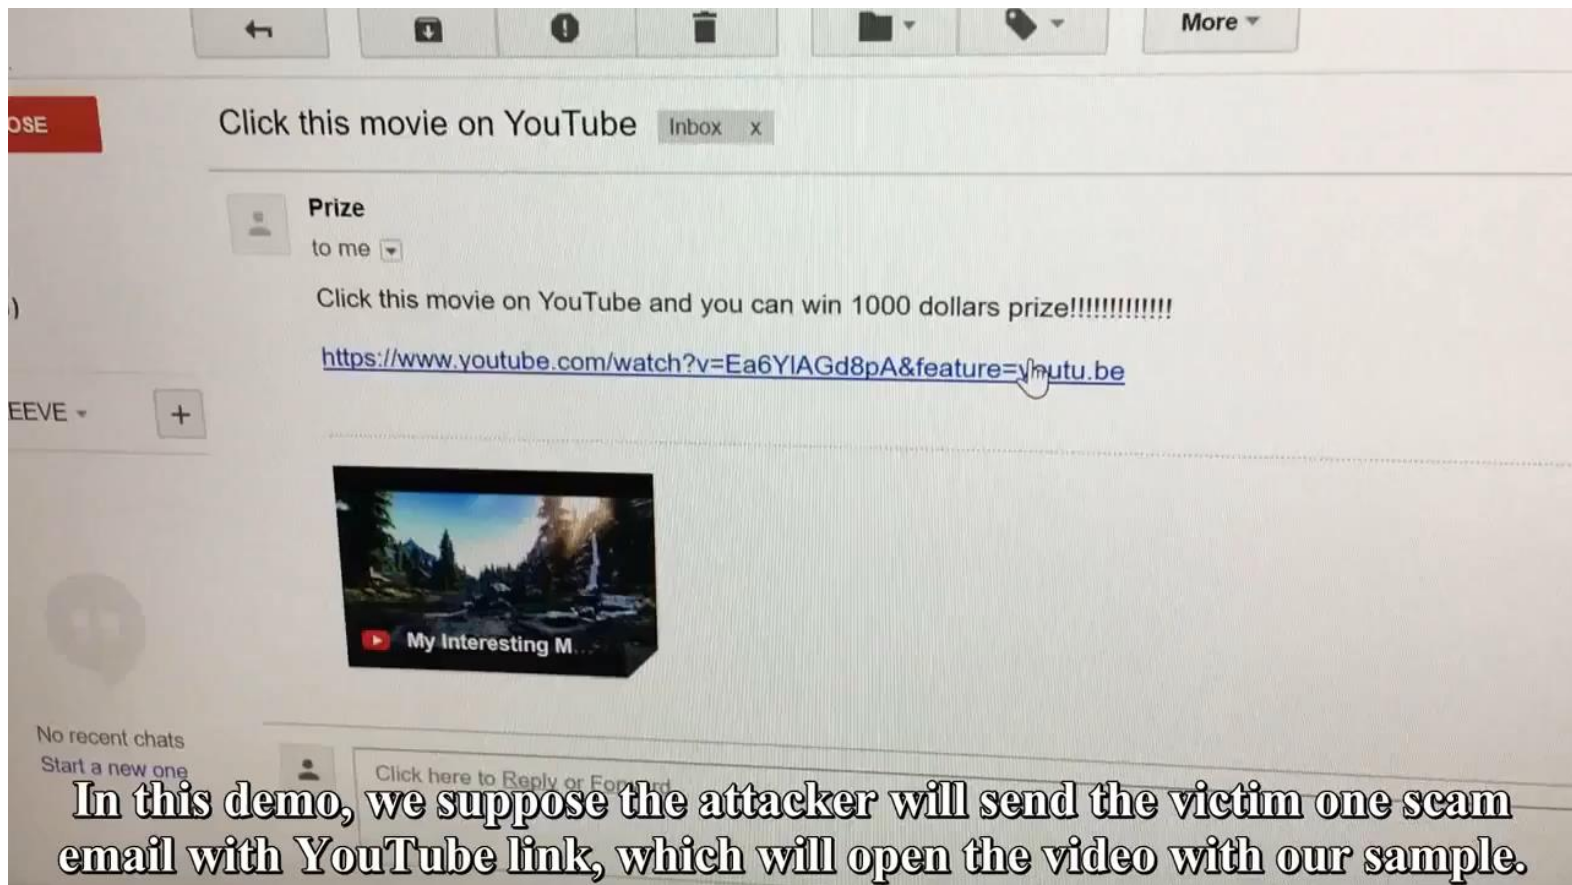 More
OSE
Click this movie on YouTube Inbox x
Prize
to me
Click this movie on YouTube and you can win 1000 dollars prize!!!!!!!!!!!!!!
)
https://www.youtube.com/watch?v=Ea6YlAGd8pA&feature=youtu.be
EEVE
My Interesting M...
No recent chats
Start a new one
Click here to Reply or Forward
In this demo, we suppose the attacker will send the victim one scam
email with YouTube link, which will open the video with our sample.